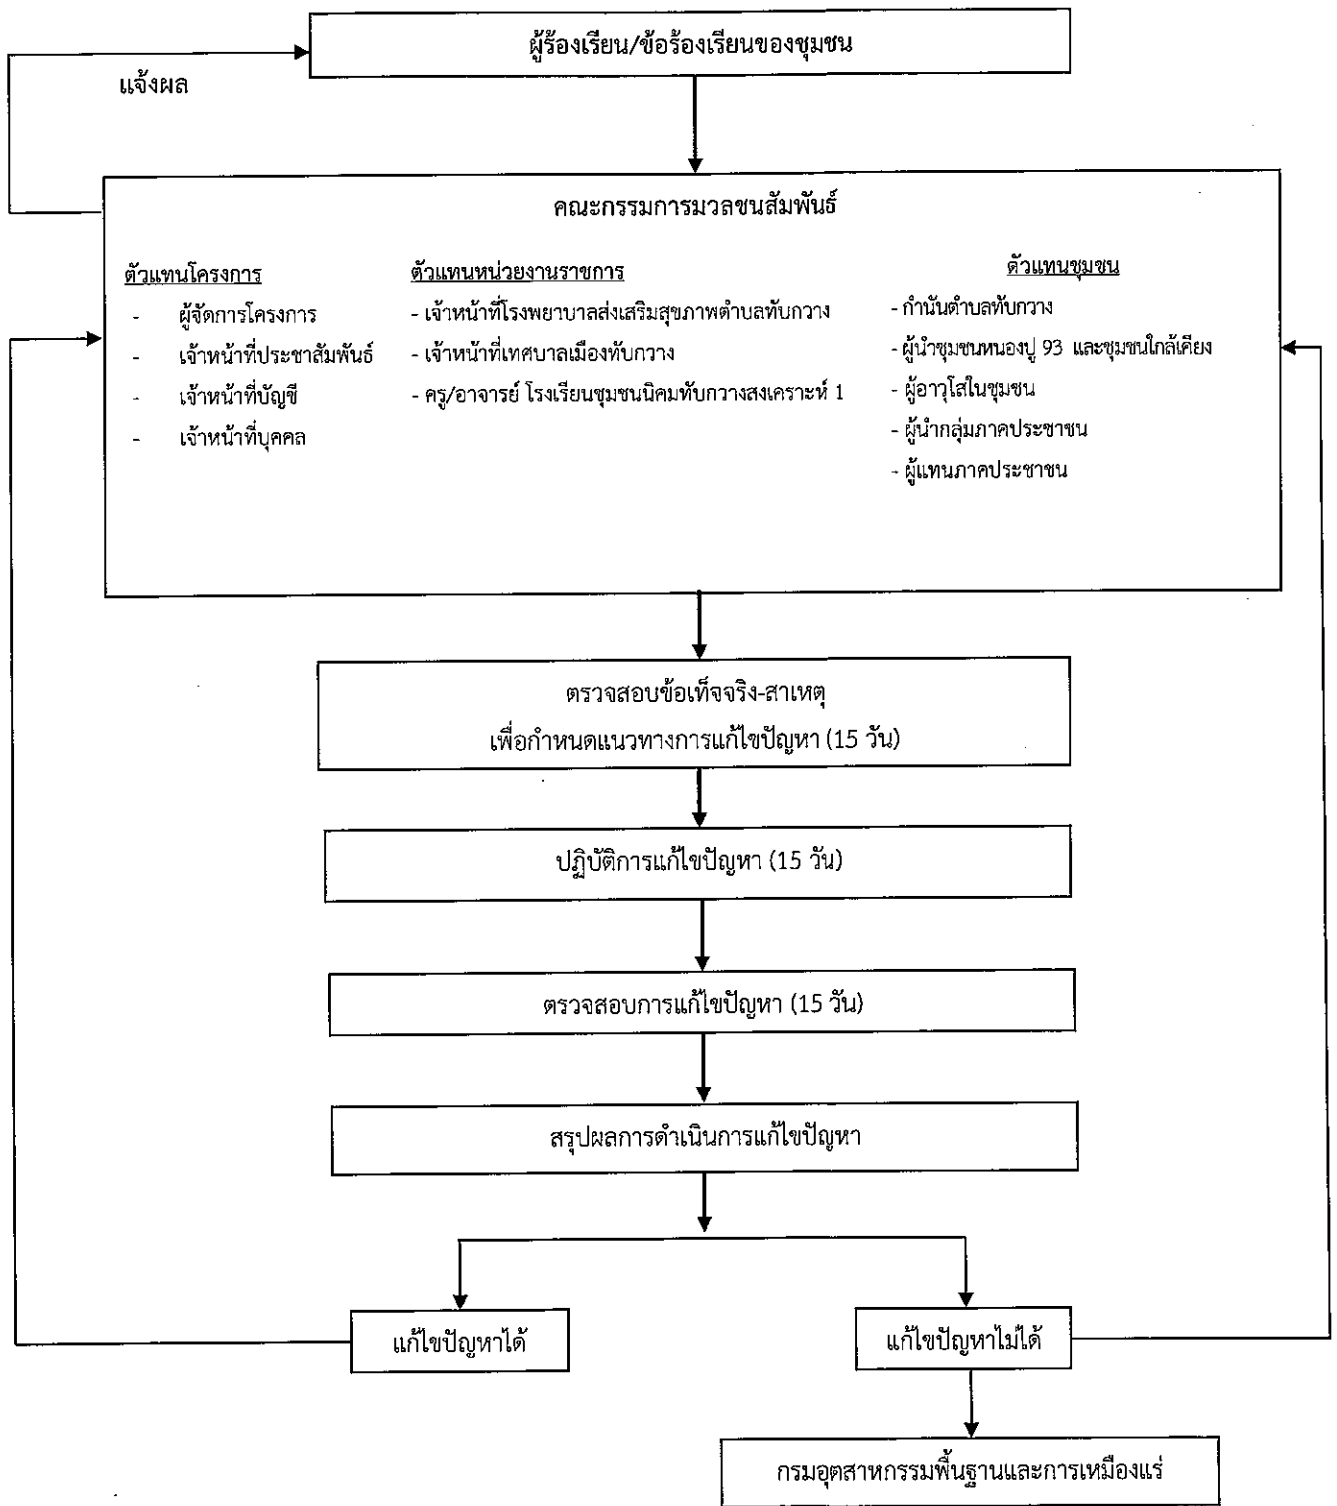 ผู้ร้องเรียน/ข้อร้องเรียนของชุมชน
แจ้งผล
คณะกรรมการมวลชนสัมพันธ์
ตัวแทนโครงการ
- ผู้จัดการโครงการ
- เจ้าหน้าที่ประชาสัมพันธ์
- เจ้าหน้าที่บัญชี
- เจ้าหน้าที่บุคคล
ตัวแทนหน่วยงานราชการ
- เจ้าหน้าที่โรงพยาบาลส่งเสริมสุขภาพตำบลทับกวาง
- เจ้าหน้าที่เทศบาลเมืองทับกวาง
- ครู/อาจารย์ โรงเรียนชุมชนนิคมทับกวางสงเคราะห์ 1
ตัวแทนชุมชน
- กำนันตำบลทับกวาง
- ผู้นำชุมชนหนองปู 93 และชุมชนใกล้เคียง
- ผู้อาวุโสในชุมชน
- ผู้นำกลุ่มภาคประชาชน
- ผู้แทนภาคประชาชน
ตรวจสอบข้อเท็จจริง-สาเหตุ
เพื่อกำหนดแนวทางการแก้ไขปัญหา (15 วัน)
ปฏิบัติการแก้ไขปัญหา (15 วัน)
ตรวจสอบการแก้ไขปัญหา (15 วัน)
สรุปผลการดำเนินการแก้ไขปัญหา
แก้ไขปัญหาได้
แก้ไขปัญหาไม่ได้
กรมอุตสาหกรรมพื้นฐานและการเหมืองแร่